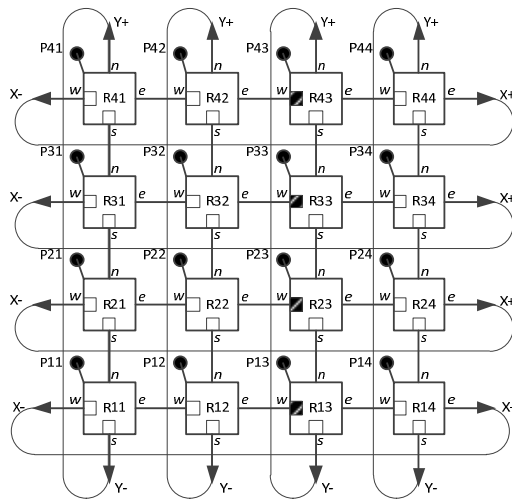 Y+ Y+ Y+ Y+
P41 P42 P43 P44
n n n n
X- w R41 e w R42 e w R43 e w R44 e X+
s s s s
P31 P32 P33 P34
n n n n
X- w R31 e w R32 e w R33 e w R34 e X+
s s s s
P21 P22 P23 P24
n n n n
X- w R21 e w R22 e w R23 e w R24 e X+
s s s s
P11 P12 P13 P14
n n n n
X- w R11 e w R12 e w R13 e w R14 e X-
s s s s
Y- Y- Y- Y-